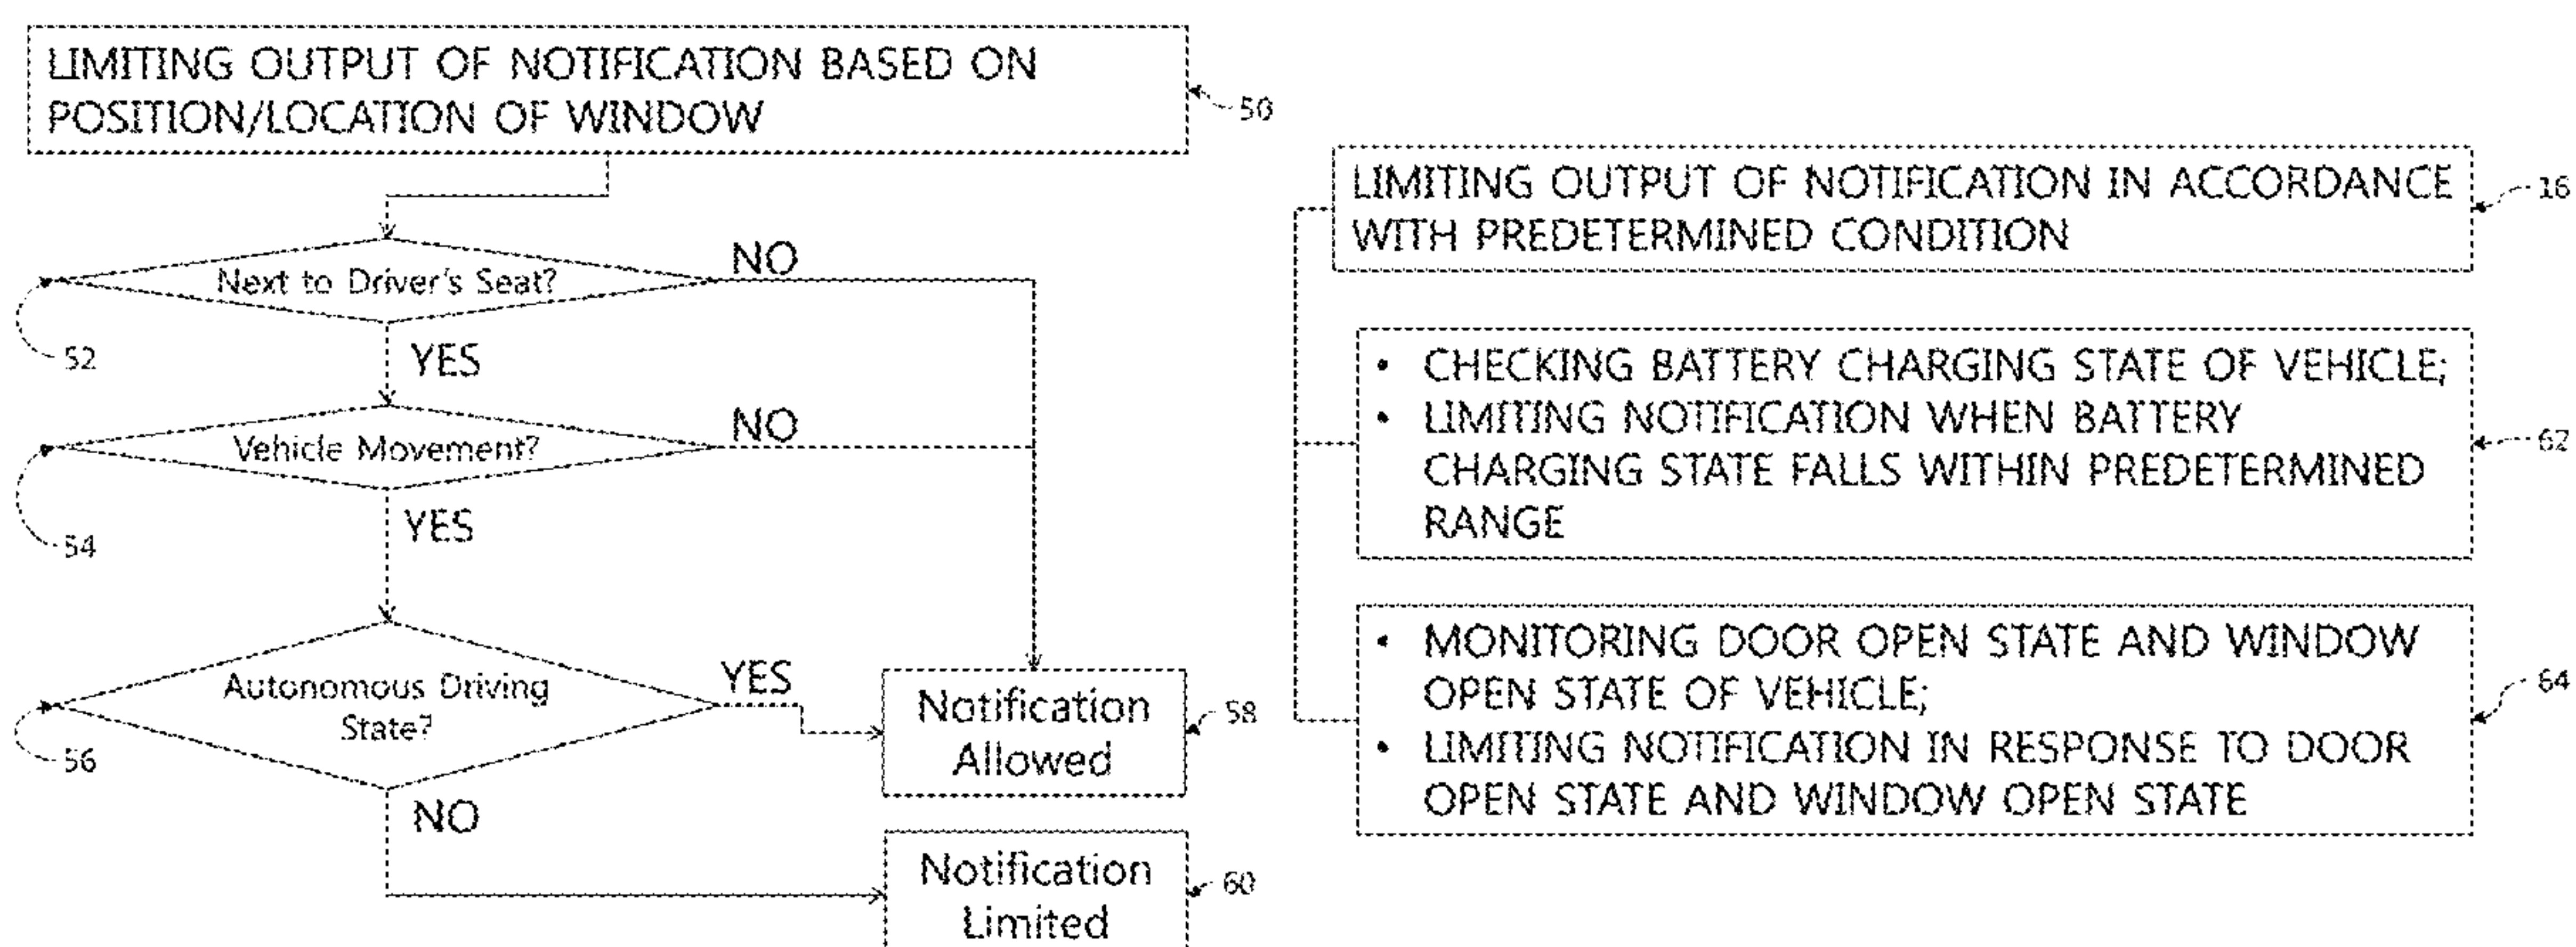 LIMITING OUTPUT OF NOTIFICATION BASED ON
POSITION/LOCATION OF WINDOW
50
Next to Driver's Seat?
NO
52
YES
Vehicle Movement?
NO
54
YES
Autonomous Driving
State?
YES
56
NO
Notification
Allowed
58
Notification
Limited
60
LIMITING OUTPUT OF NOTIFICATION IN ACCORDANCE
WITH PREDETERMINED CONDITION
16
• CHECKING BATTERY CHARGING STATE OF VEHICLE;
• LIMITING NOTIFICATION WHEN BATTERY
CHARGING STATE FALLS WITHIN PREDETERMINED
RANGE
62
• MONITORING DOOR OPEN STATE AND WINDOW
OPEN STATE OF VEHICLE;
• LIMITING NOTIFICATION IN RESPONSE TO DOOR
OPEN STATE AND WINDOW OPEN STATE
64